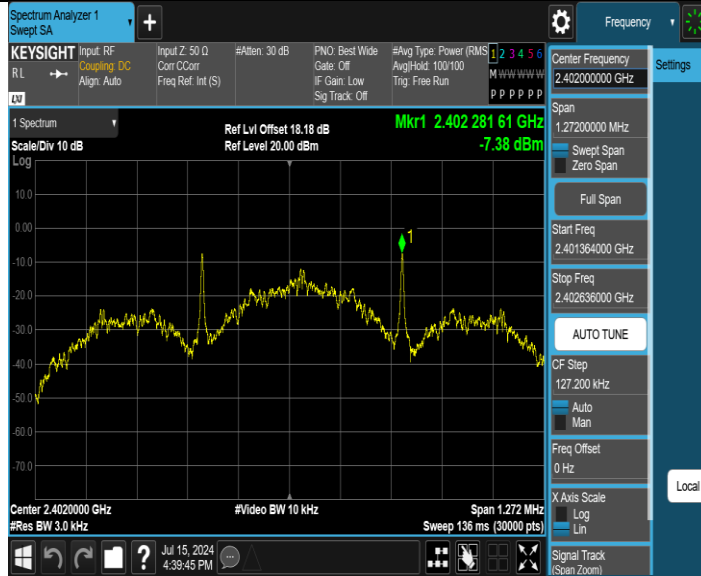 Spectrum Analyzer 1
Swept SA
+
Frequency
KEYSIGHT
RL
LXI
Input: RF
Coupling: DC
Align: Auto
Input Z: 50 Ω
Corr CCorr
Freq Ref: Int (S)
#Atten: 30 dB
PNO: Best Wide
Gate: Off
IF Gain: Low
Sig Track: Off
#Avg Type: Power (RMS
Avg|Hold: 100/100
Trig: Free Run
1 2 3 4 5 6
M W W W W W
P P P P P P
Center Frequency
2.402000000 GHz
Settings
Span
1.27200000 MHz
Swept Span
Zero Span
Full Span
Start Freq
2.401364000 GHz
Stop Freq
2.402636000 GHz
AUTO TUNE
CF Step
127.200 kHz
Auto
Man
Freq Offset
0 Hz
X Axis Scale
Log
Lin
Signal Track
(Span Zoom)
Local
1 Spectrum
Scale/Div 10 dB
Log
Ref Lvl Offset 18.18 dB
Ref Level 20.00 dBm
Mkr1 2.402 281 61 GHz
-7.38 dBm
1
10.0
0.00
-10.0
-20.0
-30.0
-40.0
-50.0
-60.0
-70.0
Center 2.4020000 GHz
#Video BW 10 kHz
Span 1.272 MHz
#Res BW 3.0 kHz
Sweep 136 ms (30000 pts)
?
Jul 15, 2024
4:39:45 PM